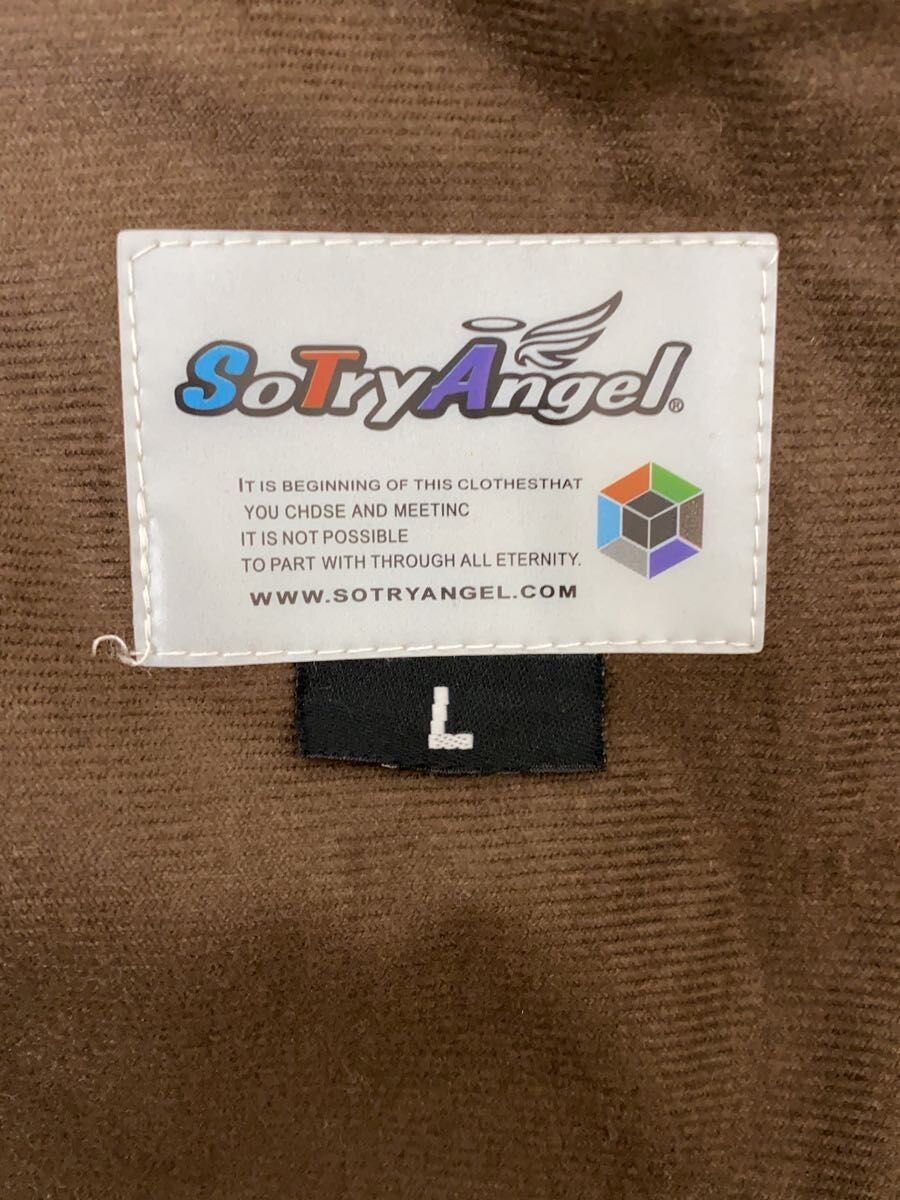 SoTryAngel®
IT IS BEGINNING OF THIS CLOTHESTHAT
YOU CHDSE AND MEETINC
IT IS NOT POSSIBLE
TO PART WITH THROUGH ALL ETERNITY.
WWW.SOTRYANGEL.COM
L